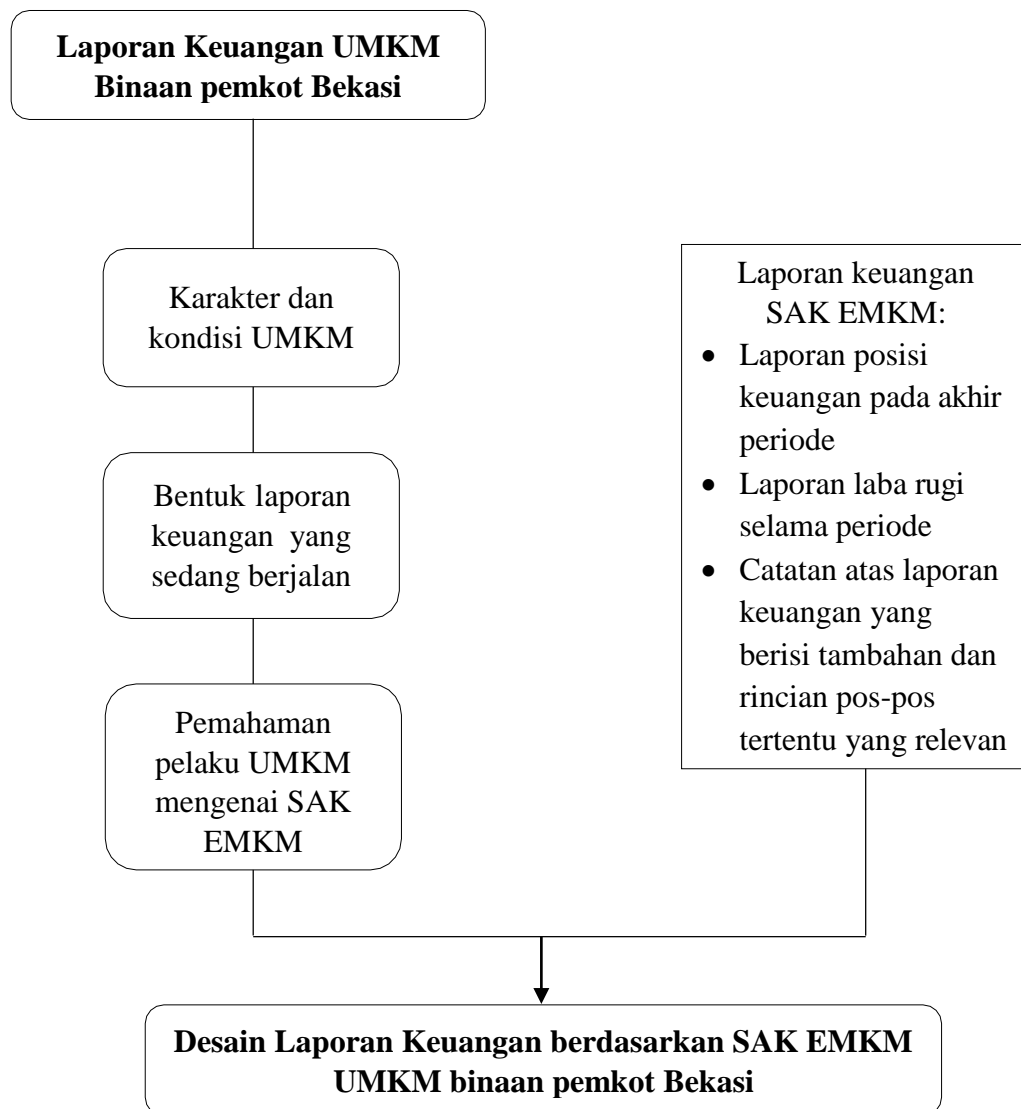 Laporan Keuangan UMKM
Binaan pemkot Bekasi
Karakter dan
kondisi UMKM
Bentuk laporan
keuangan yang
sedang berjalan
Pemahaman
pelaku UMKM
mengenai SAK
EMKM
Laporan keuangan
SAK EMKM:
• Laporan posisi
keuangan pada akhir
periode
• Laporan laba rugi
selama periode
• Catatan atas laporan
keuangan yang
berisi tambahan dan
rincian pos-pos
tertentu yang relevan
Desain Laporan Keuangan berdasarkan SAK EMKM
UMKM binaan pemkot Bekasi